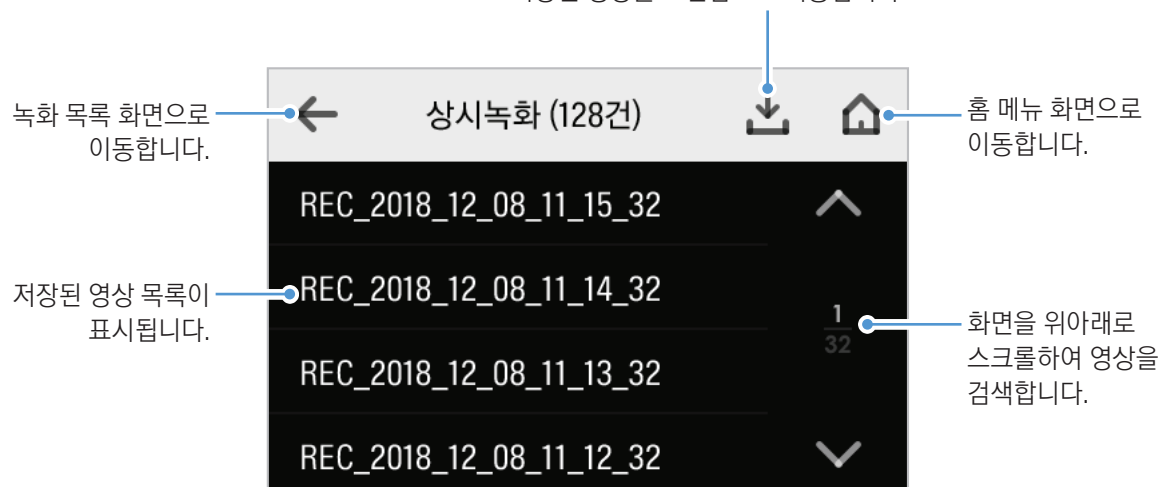 녹화 목록 화면으로
이동합니다.
상시녹화 (128건)
홈 메뉴 화면으로
이동합니다.
REC_2018_12_08_11_15_32
저장된 영상 목록이
표시됩니다.
REC_2018_12_08_11_14_32
1
32
화면을 위아래로
스크롤하여 영상을
검색합니다.
REC_2018_12_08_11_13_32
REC_2018_12_08_11_12_32